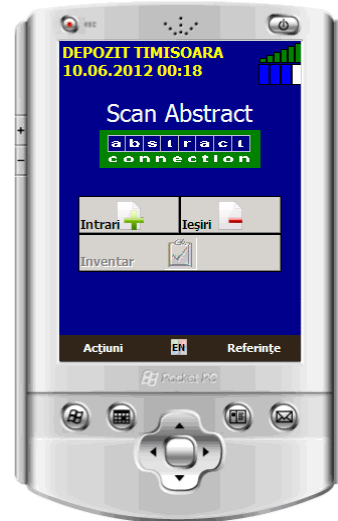 REC
DEPOZIT TIMISOARA
10.06.2012 00:18
Scan Abstract
abstract
connection
Intrari
Ieşiri
Inventar
Acţiuni EN Referinţe
Pocket PC